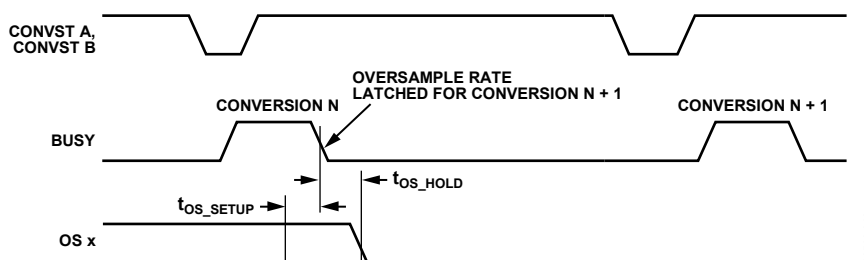 CONVST A,
CONVST B
OVERSAMPLE RATE
LATCHED FOR CONVERSION N + 1
CONVERSION N
CONVERSION N + 1
BUSY
tOS_HOLD
tOS_SETUP
OS x